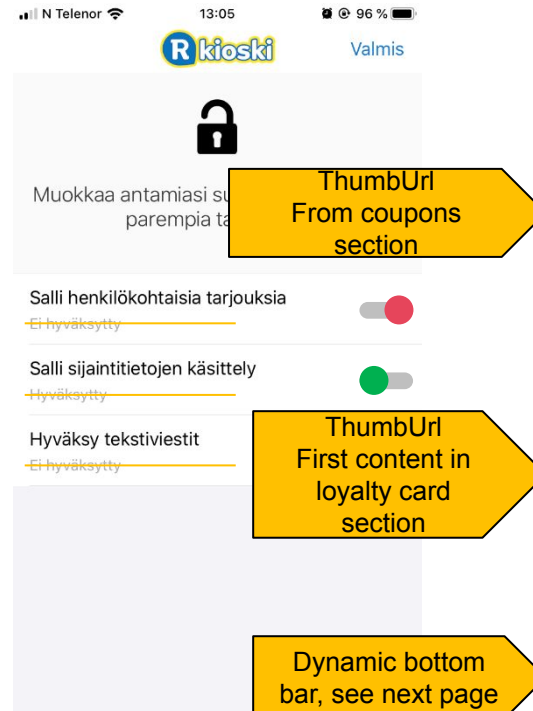 N Telenor 13:05 96 %
R kioski Valmis
Muokkaa antamiasi
parempia
ThumbUrl
From coupons
section
Salli henkilökohtaisia tarjouksia
Ei hyväksytty
Salli sijaintitietojen käsittely
Hyväksytty
Hyväksy tekstiviestit
Ei hyväksytty
ThumbUrl
First content in
loyalty card
section
Dynamic bottom
bar, see next page